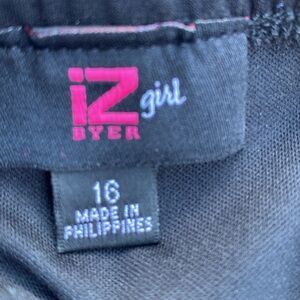 iZ girl
BYER
16
MADE IN
PHILIPPINES